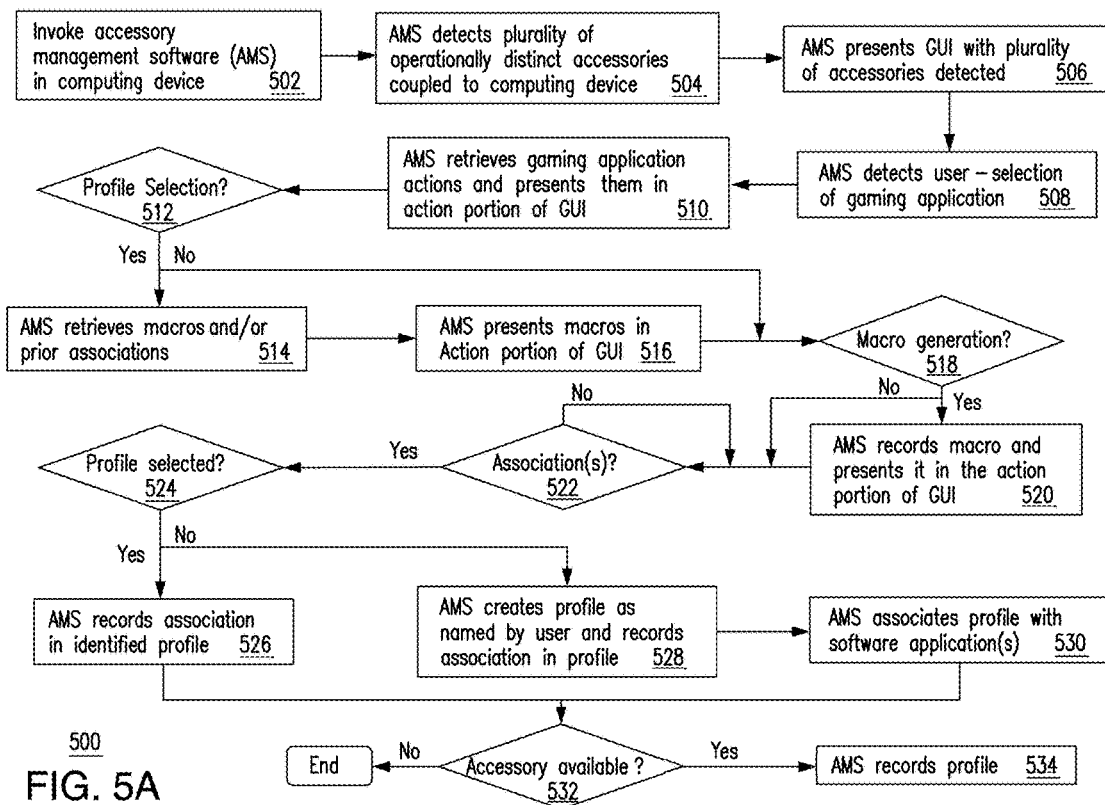 Invoke accessory
management software (AMS)
in computing device 502
AMS detects plurality of
operationally distinct accessories
coupled to computing device 504
AMS presents GUI with plurality
of accessories detected 506
AMS detects user-selection
of gaming application 508
AMS retrieves gaming application
actions and presents them in
action portion of GUI 510
Profile Selection?
512
Yes
No
AMS retrieves macros and/or
prior associations 514
AMS presents macros in
Action portion of GUI 516
Macro generation?
518
No
Yes
AMS records macro and
presents it in the action
portion of GUI 520
No
Association(s)?
522
Yes
Profile selected?
524
Yes
No
AMS records association
in identified profile 526
AMS creates profile as
named by user and records
association in profile 528
AMS associates profile with
software application(s) 530
Accessory available?
532
No
End
Yes
AMS records profile 534
500
FIG. 5A